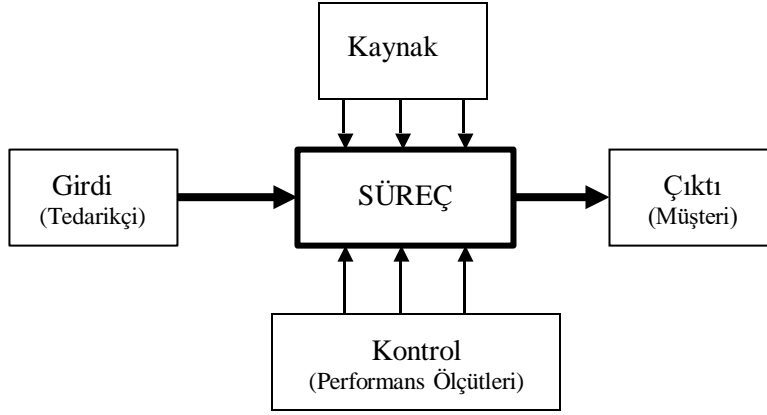 Kaynak
Girdi
(Tedarikçi)
SÜREÇ
Çıktı
(Müşteri)
Kontrol
(Performans Ölçütleri)